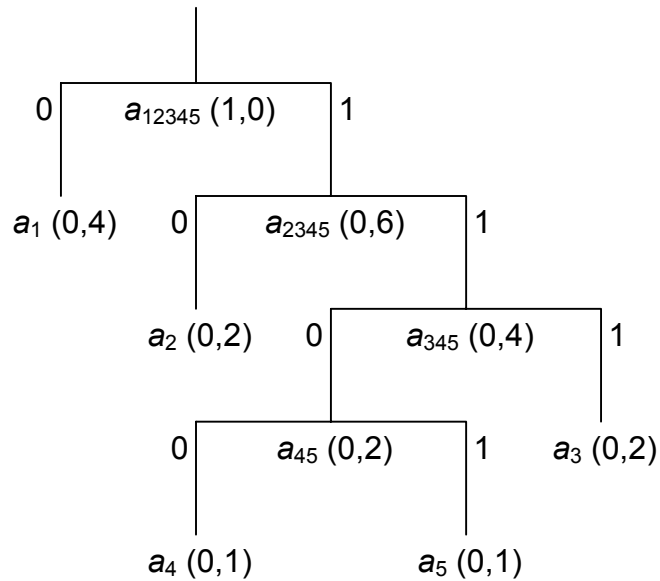 0 a₁₂₃₄₅ (1,0) 1
a₁ (0,4) 0 a₂₃₄₅ (0,6) 1
a₂ (0,2) 0 a₃₄₅ (0,4) 1
0 a₄₅ (0,2) 1 a₃ (0,2)
a₄ (0,1) a₅ (0,1)